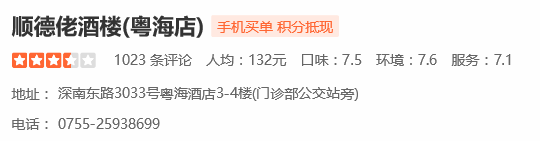 顺德佬酒楼(粤海店) 手机买单 积分抵现
1023 条评论 人均：132元 口味：7.5 环境：7.6 服务：7.1
地址： 深南东路3033号粤海酒店3-4楼(门诊部公交站旁)
电话： 0755-25938699